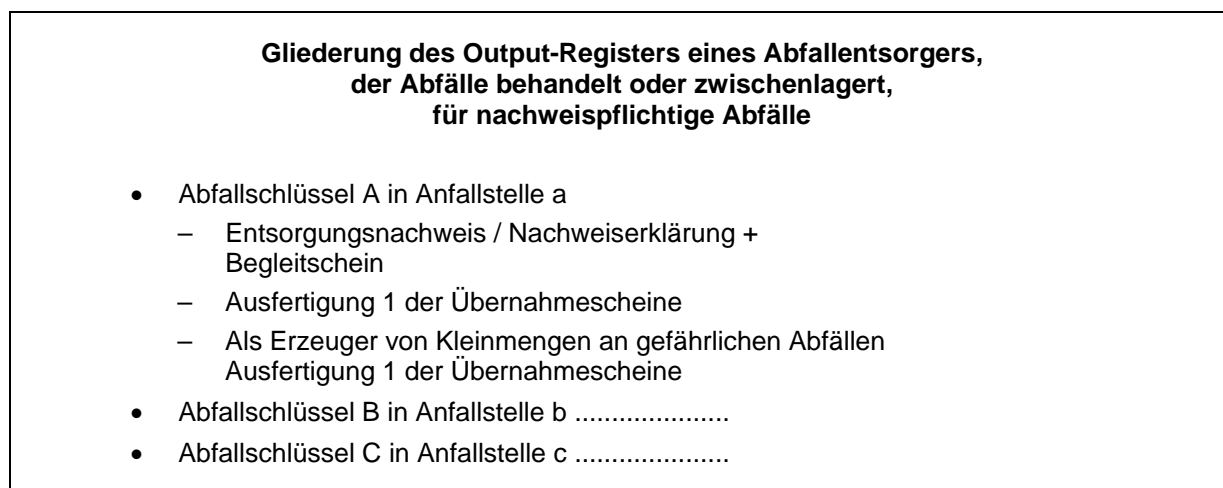 Gliederung des Output-Registers eines Abfallentsorgers,
der Abfälle behandelt oder zwischenlagert,
für nachweispflichtige Abfälle
• Abfallschlüssel A in Anfallstelle a
– Entsorgungsnachweis / Nachweiserklärung +
Begleitschein
– Ausfertigung 1 der Übernahmescheine
– Als Erzeuger von Kleinmengen an gefährlichen Abfällen
Ausfertigung 1 der Übernahmescheine
• Abfallschlüssel B in Anfallstelle b .....................
• Abfallschlüssel C in Anfallstelle c .....................